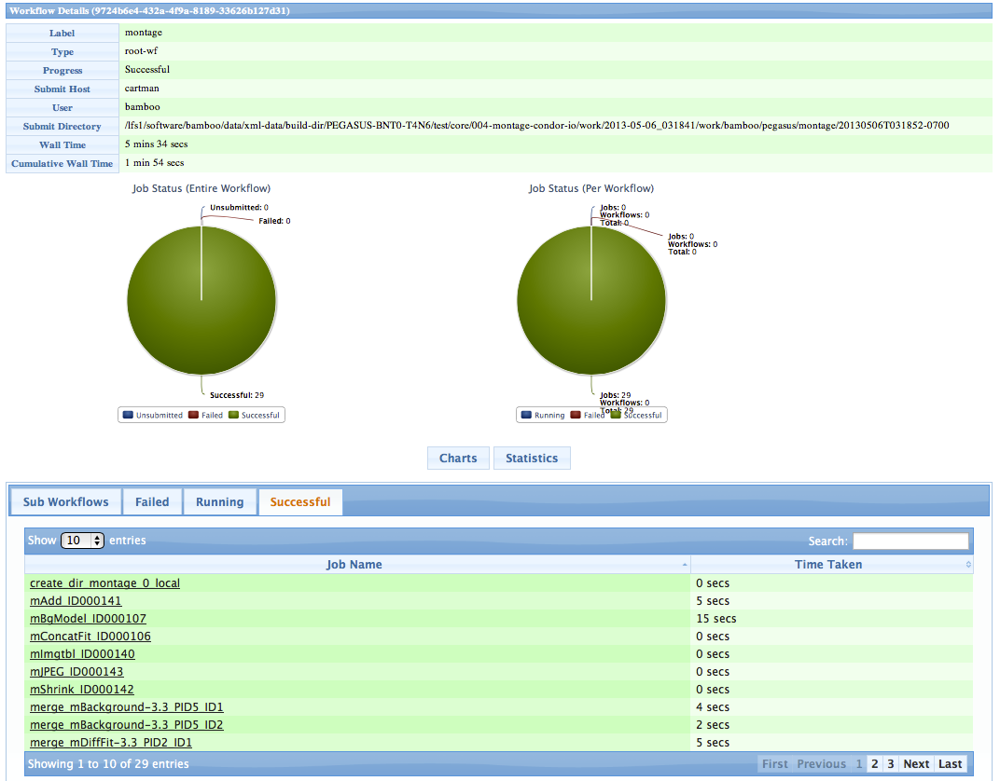 Workflow Details (9724b6e4-432a-4f9a-8189-33626b127d31)
Label montage
Type root-wf
Progress Successful
Submit Host cartman
User bamboo
Submit Directory /lfs1/software/bamboo/data/xml-data/build-dir/PEGASUS-BNT0-T4N6/test/core/004-montage-condor-io/work/2013-05-06_031841/work/bamboo/pegasus/montage/20130506T031852-0700
Wall Time 5 mins 34 secs
Cumulative Wall Time 1 min 54 secs
Job Status (Entire Workflow)
Unsubmitted: 0
Failed: 0
Successful: 29
Unsubmitted Failed Successful
Job Status (Per Workflow)
Jobs: 0
Workflows: 0
Total: 0
Jobs: 0
Workflows: 0
Total: 0
Jobs: 29
Workflows: 0
Total: 29
Running Failed Successful
Charts Statistics
Sub Workflows Failed Running Successful
Show 10 entries Search:
Job Name Time Taken
create_dir_montage_0_local 0 secs
mAdd_ID000141 5 secs
mBgModel_ID000107 15 secs
mConcatFit_ID000106 0 secs
mImgtbl_ID000140 0 secs
mJPEG_ID000143 0 secs
mShrink_ID000142 0 secs
merge_mBackground-3.3_PID5_ID1 4 secs
merge_mBackground-3.3_PID5_ID2 2 secs
merge_mDiffFit-3.3_PID2_ID1 5 secs
Showing 1 to 10 of 29 entries First Previous 1 2 3 Next Last